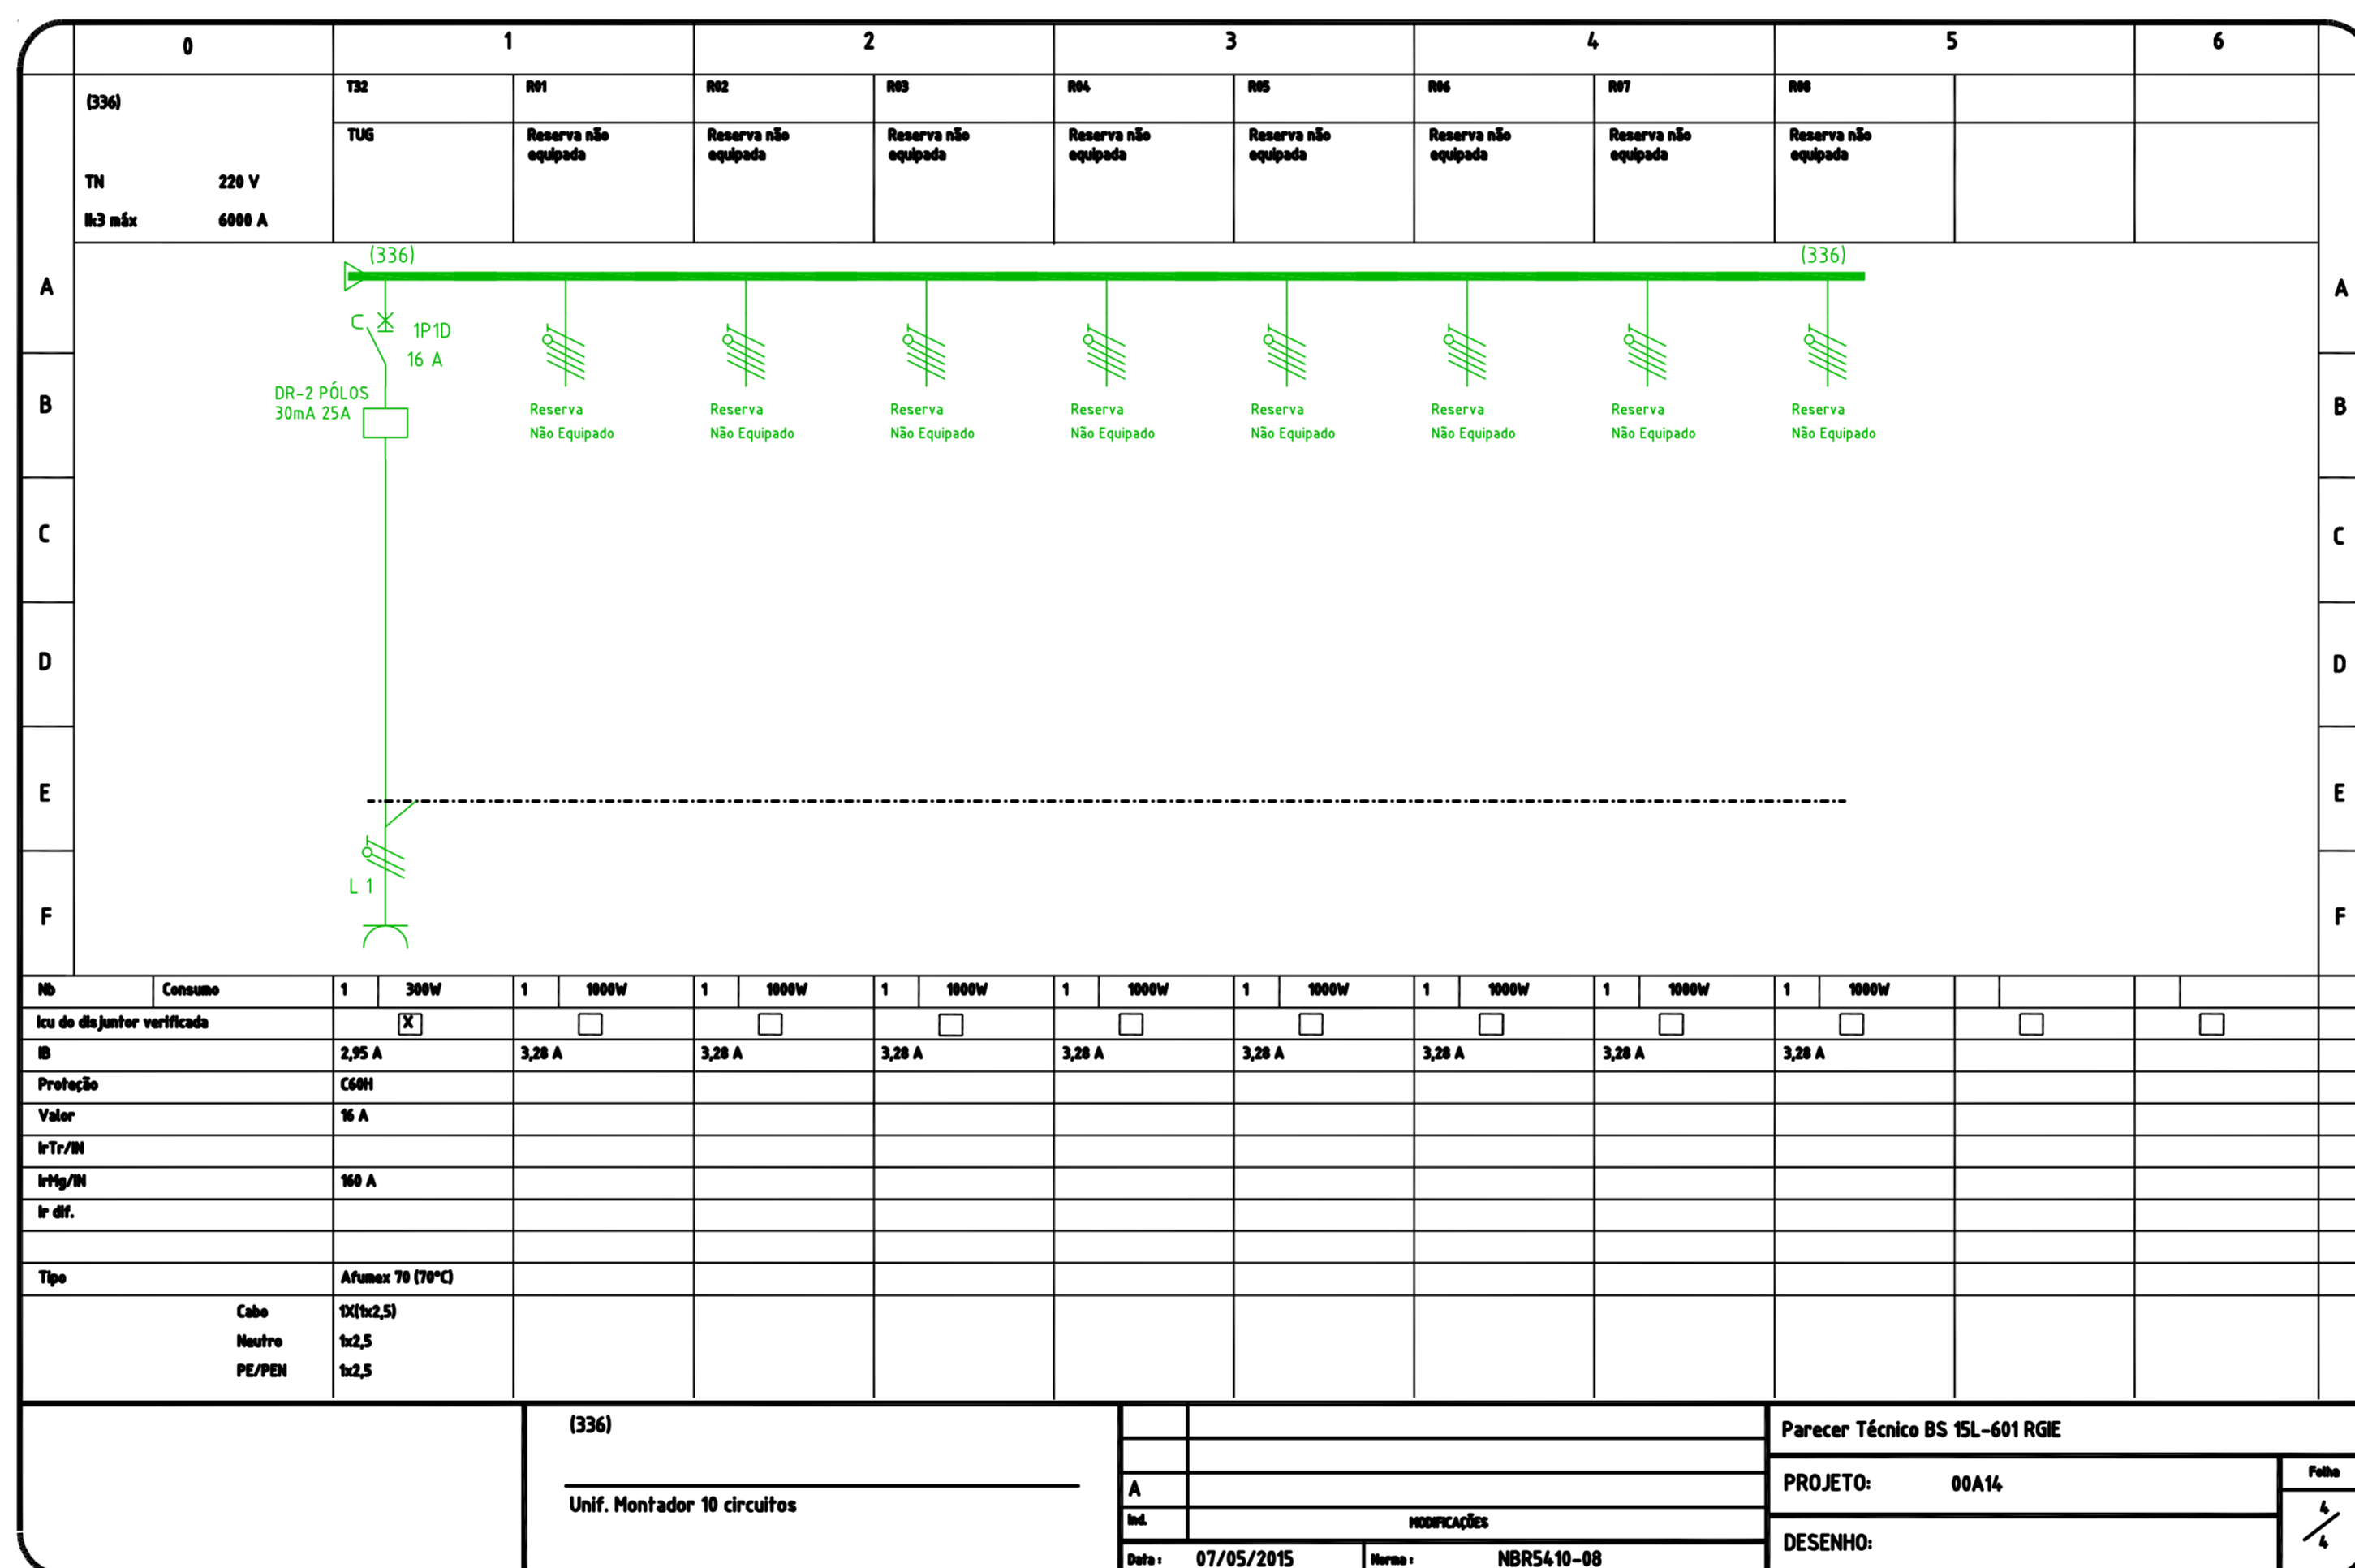 0 1 2 3 4 5 6
(336) T32 R01 R02 R03 R04 R05 R06 R07 R08
TUG Reserva não Reserva não Reserva não Reserva não Reserva não Reserva não Reserva não Reserva não
equipada equipada equipada equipada equipada equipada equipada equipada
TN 220 V
Ik3 máx 6000 A
(336) (336)
A A
C 1P1D
16 A
DR-2 PÓLOS
30mA 25A
B B
Reserva Reserva Reserva Reserva Reserva Reserva Reserva Reserva
Não Equipado Não Equipado Não Equipado Não Equipado Não Equipado Não Equipado Não Equipado Não Equipado
C C
D D
E E
L 1
F F
Nb Consumo 1 300W 1 1000W 1 1000W 1 1000W 1 1000W 1 1000W 1 1000W 1 1000W 1 1000W
Icu do disjuntor verificada X
IB 2,95 A 3,28 A 3,28 A 3,28 A 3,28 A 3,28 A 3,28 A 3,28 A 3,28 A
Proteção C60H
Valor 16 A
IrTr/IN
IrMg/IN 160 A
Ir dif.
Tipo Afumex 70 (70°C)
Cabo 1X(1x2,5)
Neutro 1x2,5
PE/PEN 1x2,5
(336)
Unif. Montador 10 circuitos
A
Ind. MODIFICAÇÕES
Data : 07/05/2015 Norma : NBR5410-08
Parecer Técnico BS 15L-601 RGIE
PROJETO: 00A14
Folha
4/4
DESENHO: